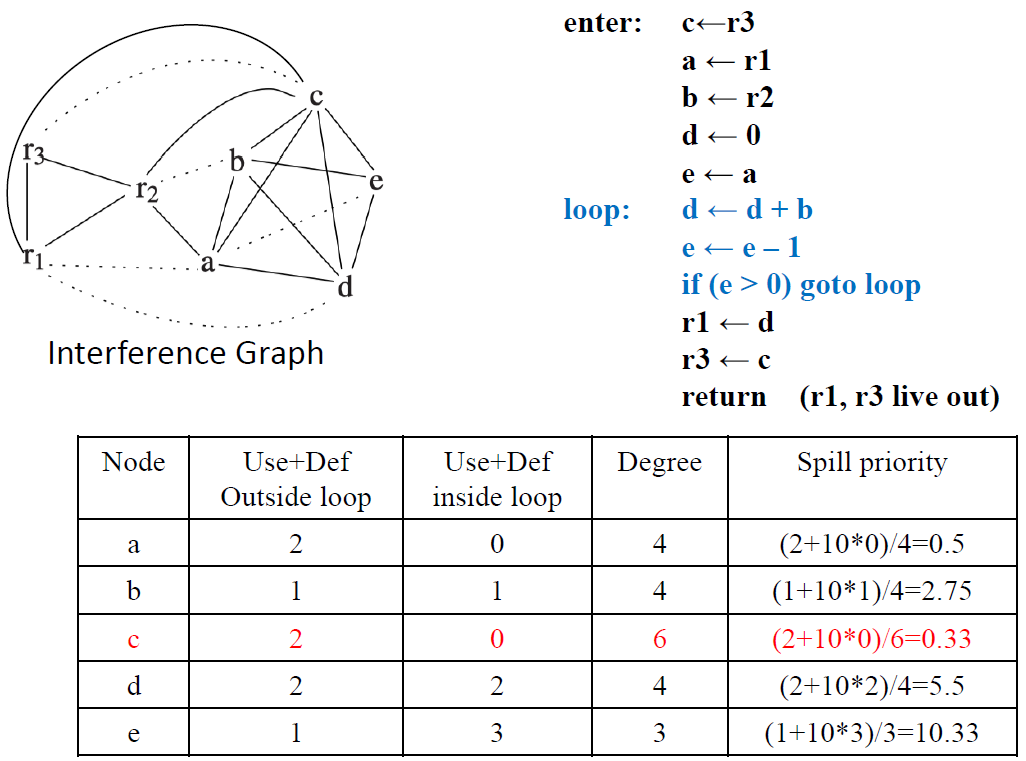 enter: c←r3
a ← r1
b ← r2
d ← 0
e ← a
loop: d ← d + b
e ← e – 1
if (e > 0) goto loop
r1 ← d
r3 ← c
return (r1, r3 live out)
c
r3
b
r2
e
r1
a
d
Interference Graph
Node Use+Def Outside loop Use+Def inside loop Degree Spill priority
a 2 0 4 (2+10*0)/4=0.5
b 1 1 4 (1+10*1)/4=2.75
c 2 0 6 (2+10*0)/6=0.33
d 2 2 4 (2+10*2)/4=5.5
e 1 3 3 (1+10*3)/3=10.33